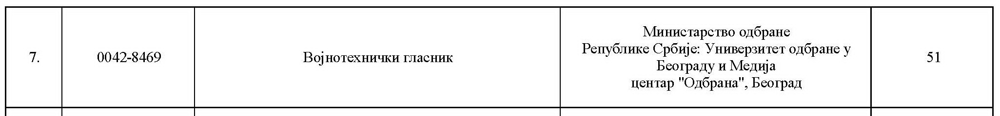 7.
0042-8469
Војнотехнички гласник
Министарство одбране
Републике Србије: Универзитет одбране у
Београду и Медија
центар "Одбрана", Београд
51